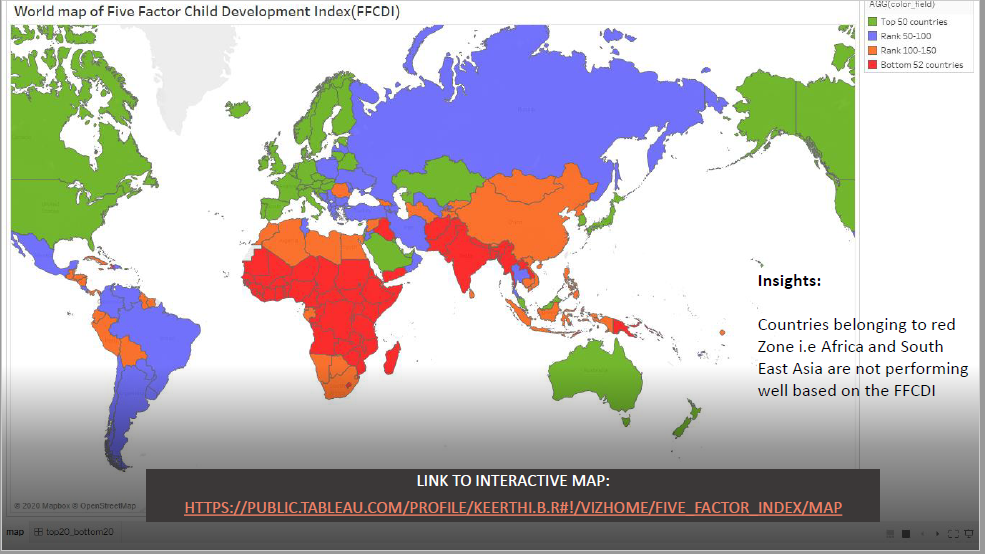 World map of Five Factor Child Development Index(FFCDI)
AGG(color_field)
Top 50 countries
Rank 50-100
Rank 100-150
Bottom 52 countries
Insights:
Countries belonging to red
Zone i.e Africa and South
East Asia are not performing
well based on the FFCDI
LINK TO INTERACTIVE MAP:
HTTPS://PUBLIC.TABLEAU.COM/PROFILE/KEERTHI.B.R#!/VIZHOME/FIVE_FACTOR_INDEX/MAP
© 2020 Mapbox © OpenStreetMap
map
top20_bottom20